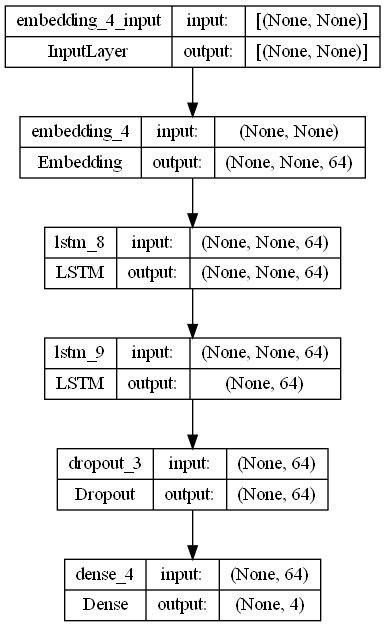 embedding_4_input input: [(None, None)]
InputLayer output: [(None, None)]
embedding_4 input: (None, None)
Embedding output: (None, None, 64)
lstm_8 input: (None, None, 64)
LSTM output: (None, None, 64)
lstm_9 input: (None, None, 64)
LSTM output: (None, 64)
dropout_3 input: (None, 64)
Dropout output: (None, 64)
dense_4 input: (None, 64)
Dense output: (None, 4)